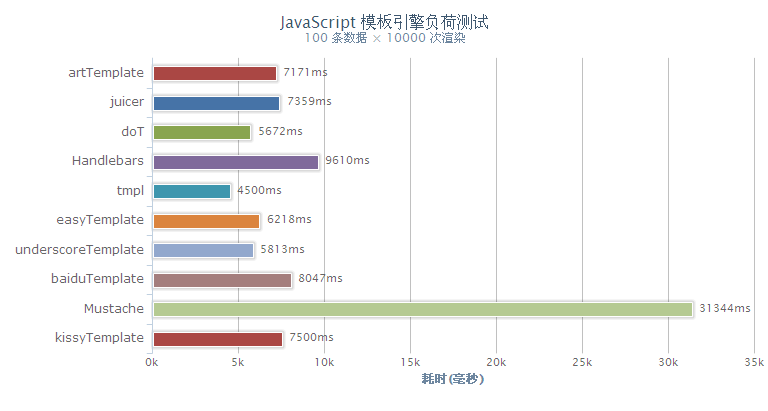 JavaScript 模板引擎负荷测试
100 条数据 × 10000 次渲染
artTemplate 7171ms
juicer 7359ms
doT 5672ms
Handlebars 9610ms
tmpl 4500ms
easyTemplate 6218ms
underscoreTemplate 5813ms
baiduTemplate 8047ms
Mustache 31344ms
kissyTemplate 7500ms
0k 5k 10k 15k 20k 25k 30k 35k
耗时(毫秒)